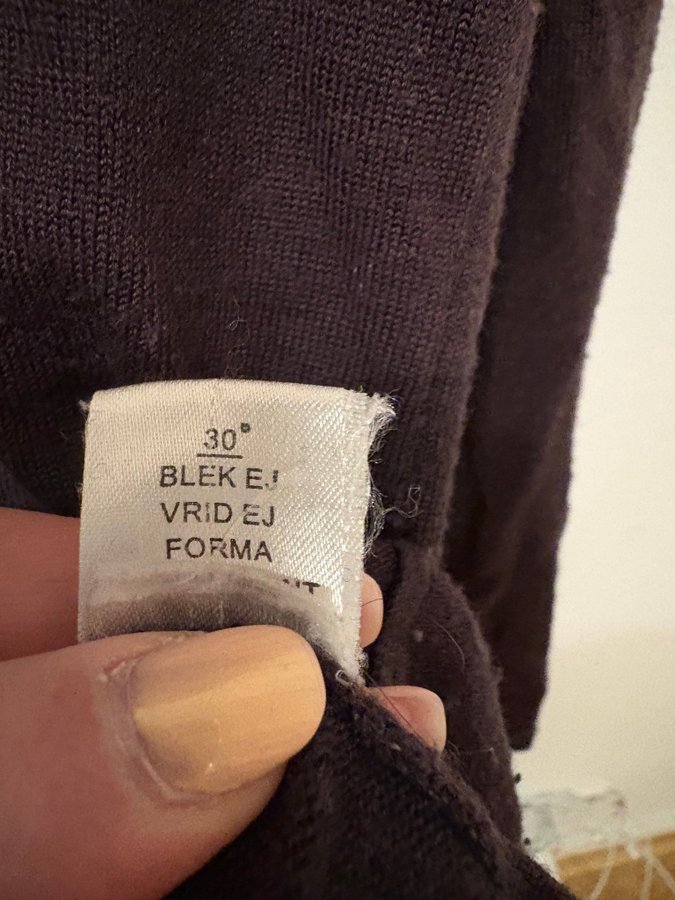 30°
BLEK EJ
VRID EJ
FORMA